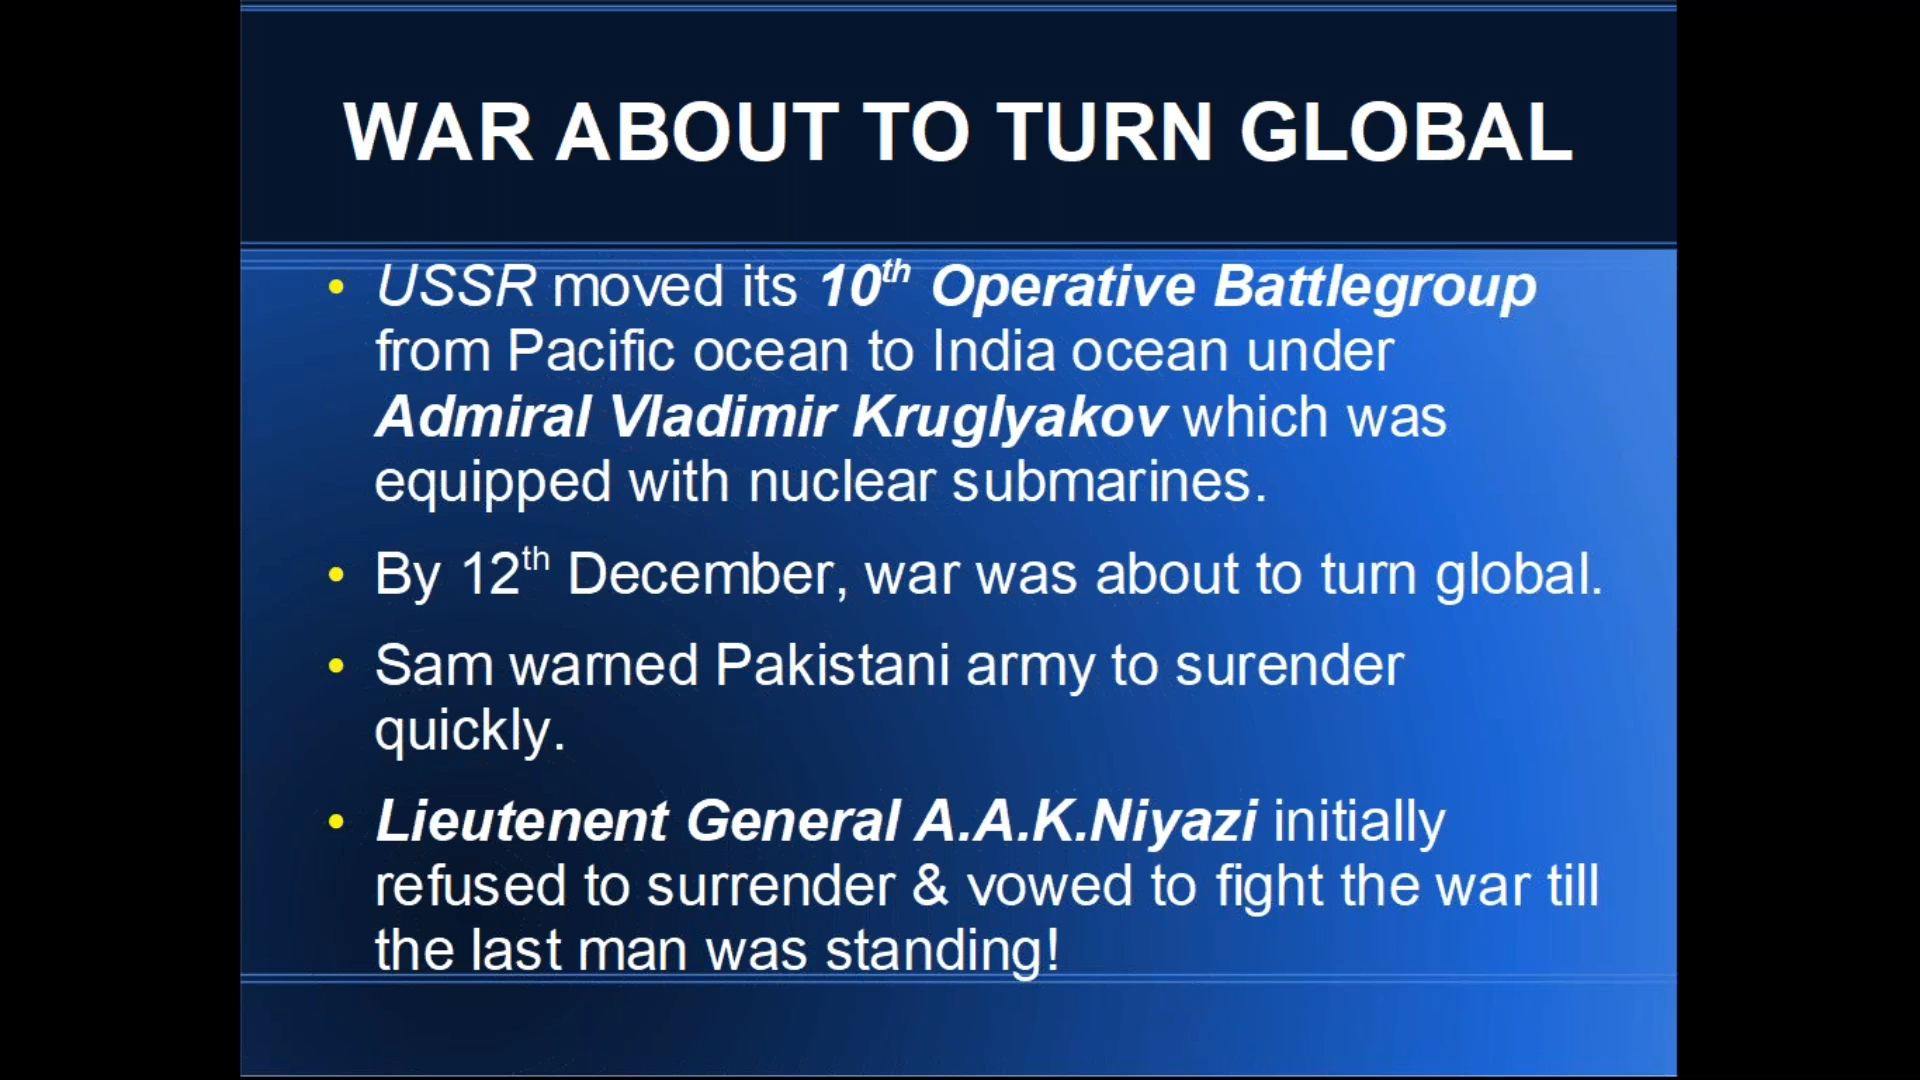 WAR ABOUT TO TURN GLOBAL
• USSR moved its 10th Operative Battlegroup
from Pacific ocean to India ocean under
Admiral Vladimir Kruglyakov which was
equipped with nuclear submarines.
• By 12th December, war was about to turn global.
• Sam warned Pakistani army to surender
quickly.
• Lieutenent General A.A.K.Niyazi initially
refused to surrender & vowed to fight the war till
the last man was standing!